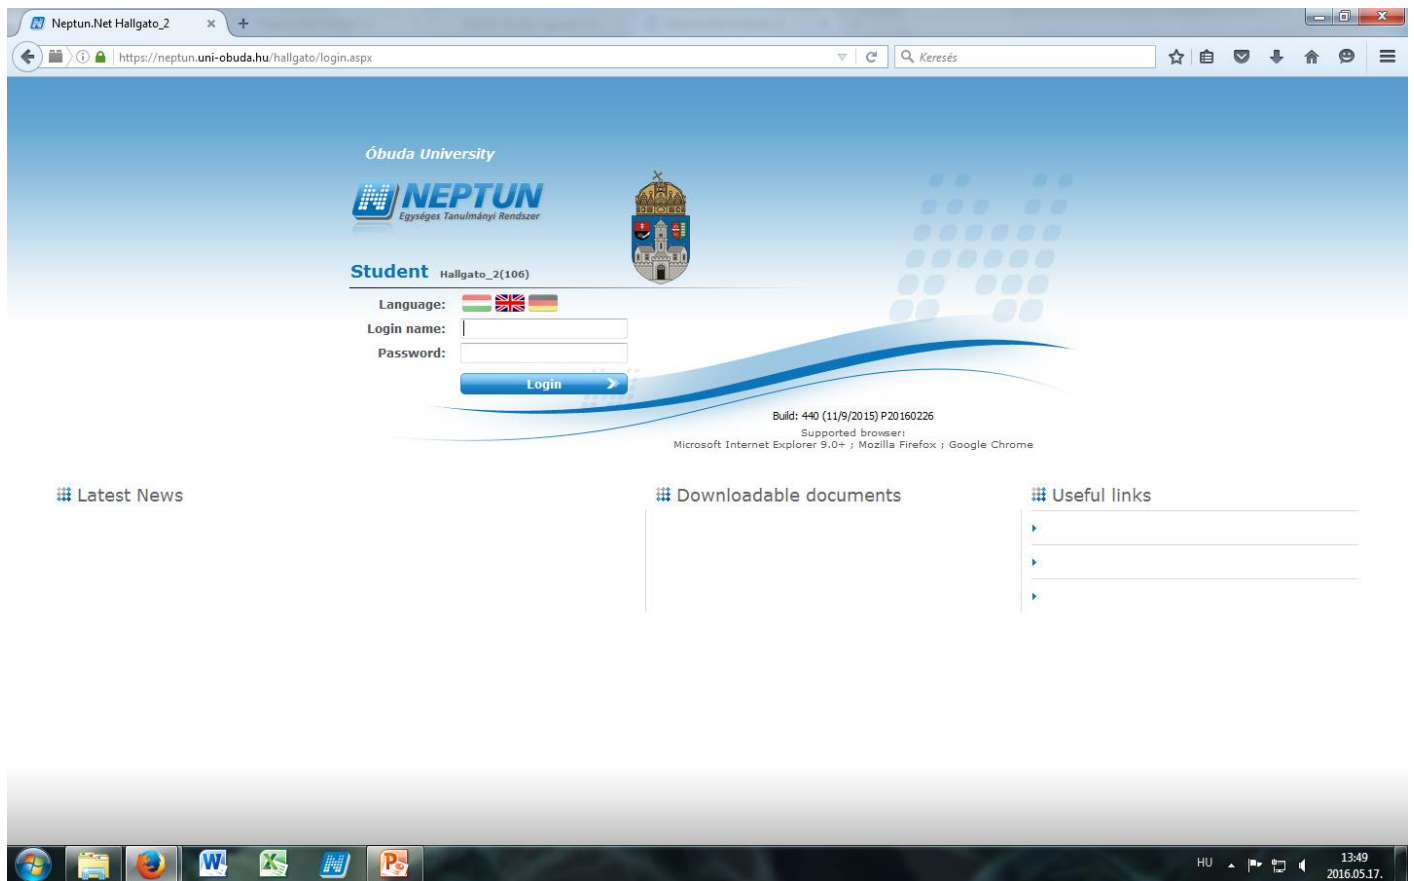 Neptun.Net Hallgato_2
https://neptun.uni-obuda.hu/hallgato/login.aspx
Keresés
Óbuda University
NEPTUN
Egységes Tanulmányi Rendszer
Student Hallgato_2(106)
Language:
Login name:
Password:
Login
Build: 440 (11/9/2015) P20160226
Supported browser:
Microsoft Internet Explorer 9.0+ ; Mozilla Firefox ; Google Chrome
Latest News
Downloadable documents
Useful links
HU
13:49
2016.05.17.